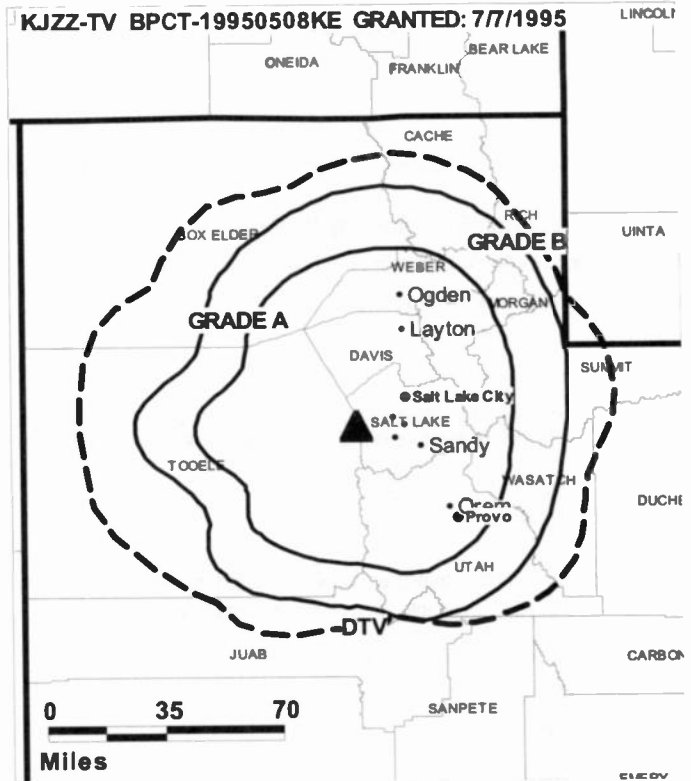 KJZZ-TV BPCT-19950508KE GRANTED: 7/7/1995
ONEIDA
FRANKLIN
BEAR LAKE
CACHE
RICH
BOX ELDER
GRADE B
UINTA
WEBER
Ogden
MORGAN
GRADE A
Layton
DAVIS
SUMMIT
Salt Lake City
SALT LAKE
Sandy
TOOELE
WASATCH
Orem
Provo
DUCHE
UTAH
DTV
JUAB
CARBON
SANPETE
0 35 70
Miles